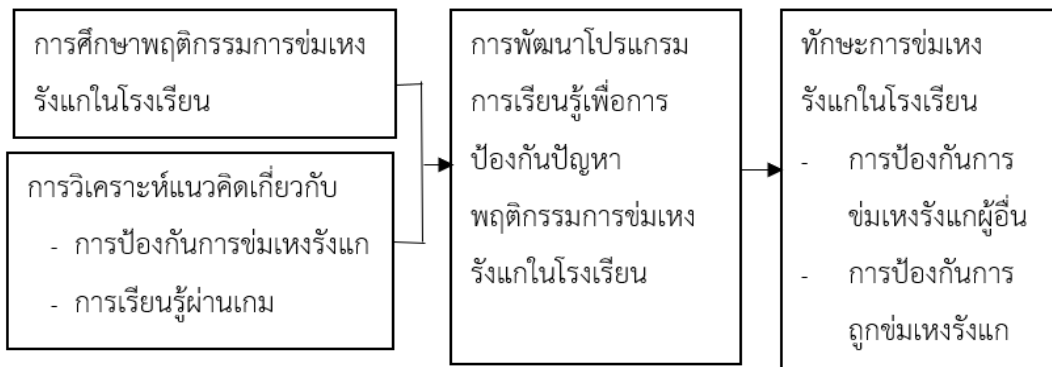 การศึกษาพฤติกรรมการข่มเหง
รังแกในโรงเรียน
การวิเคราะห์แนวคิดเกี่ยวกับ
- การป้องกันการข่มเหงรังแก
- การเรียนรู้ผ่านเกม
การพัฒนาโปรแกรม
การเรียนรู้เพื่อการ
ป้องกันปัญหา
พฤติกรรมการข่มเหง
รังแกในโรงเรียน
ทักษะการข่มเหง
รังแกในโรงเรียน
- การป้องกันการ
ข่มเหงรังแกผู้อื่น
- การป้องกันการ
ถูกข่มเหงรังแก